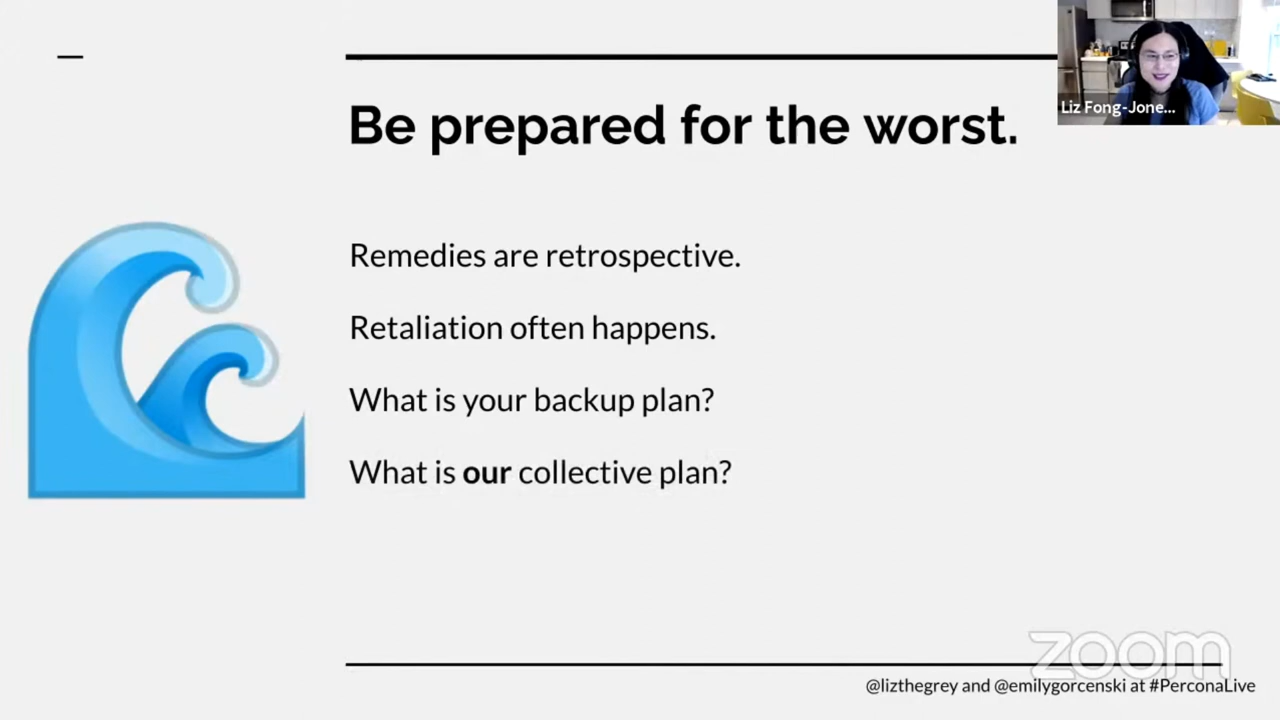 Be prepared for the worst.
Liz Fong-Jone...
Remedies are retrospective.
Retaliation often happens.
What is your backup plan?
What is our collective plan?
zoom
@lizthegrey and @emilygorcenski at #PerconaLive